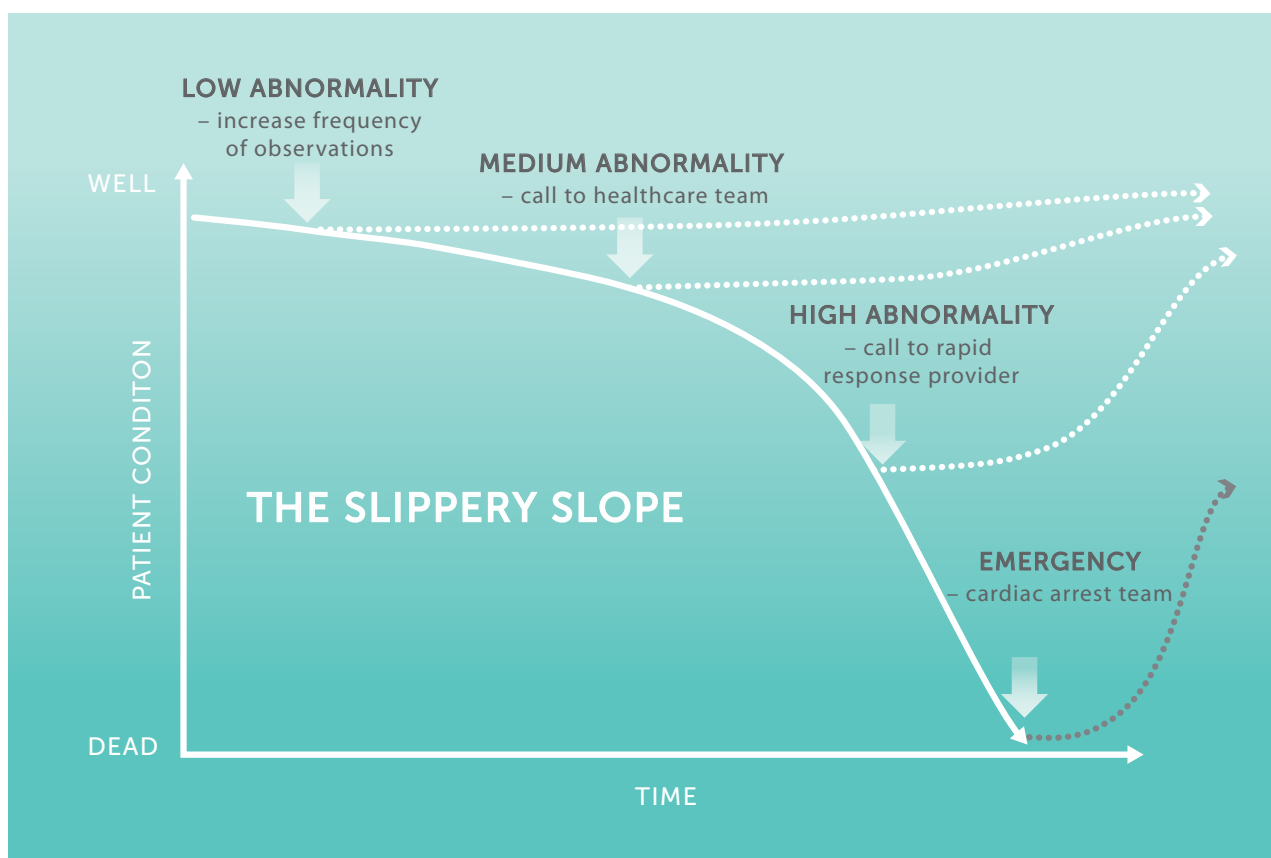 LOW ABNORMALITY
– increase frequency
of observations
MEDIUM ABNORMALITY
– call to healthcare team
WELL
HIGH ABNORMALITY
– call to rapid
response provider
PATIENT CONDITON
THE SLIPPERY SLOPE
EMERGENCY
– cardiac arrest team
DEAD
TIME